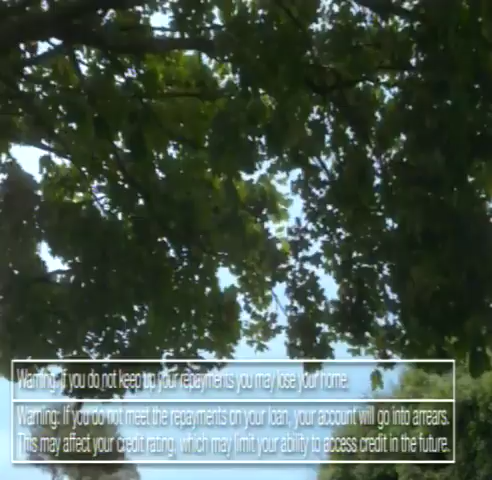 Warning: If you do not keep up your repayments you may lose your home.
Warning: If you do not meet the repayments on your loan, your account will go into arrears.
This may affect your credit rating, which may limit your ability to access credit in the future.